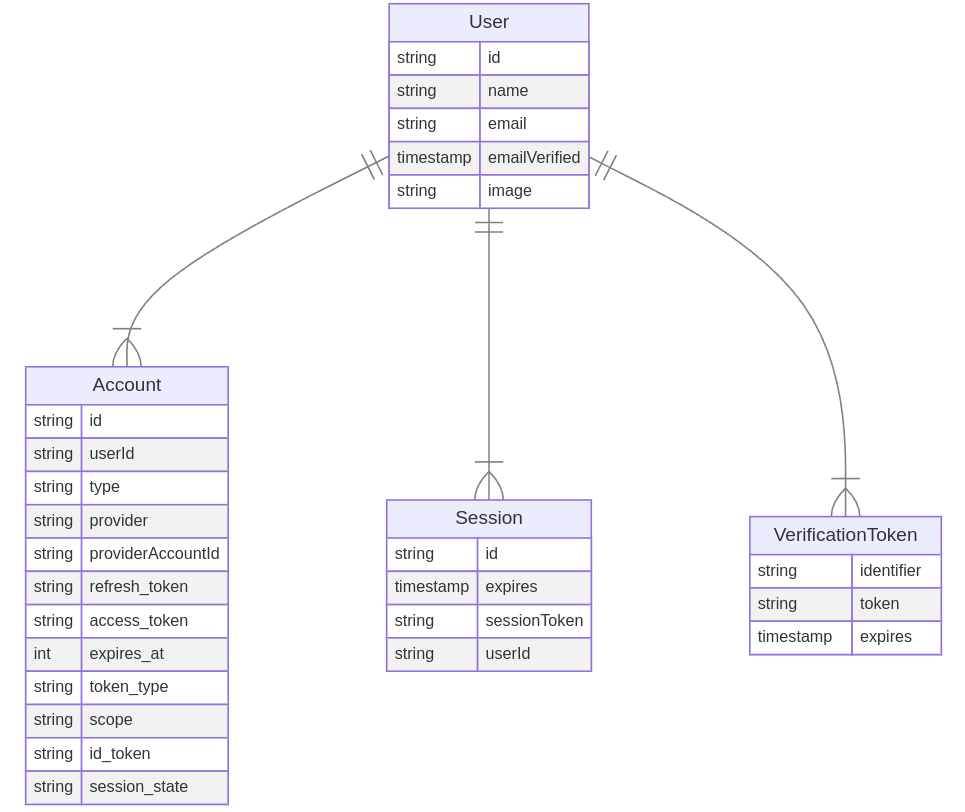 User
string id
string name
string email
timestamp emailVerified
string image
Account
string id
string userId
string type
string provider
string providerAccountId
string refresh_token
string access_token
int expires_at
string token_type
string scope
string id_token
string session_state
Session
string id
timestamp expires
string sessionToken
string userId
VerificationToken
string identifier
string token
timestamp expires